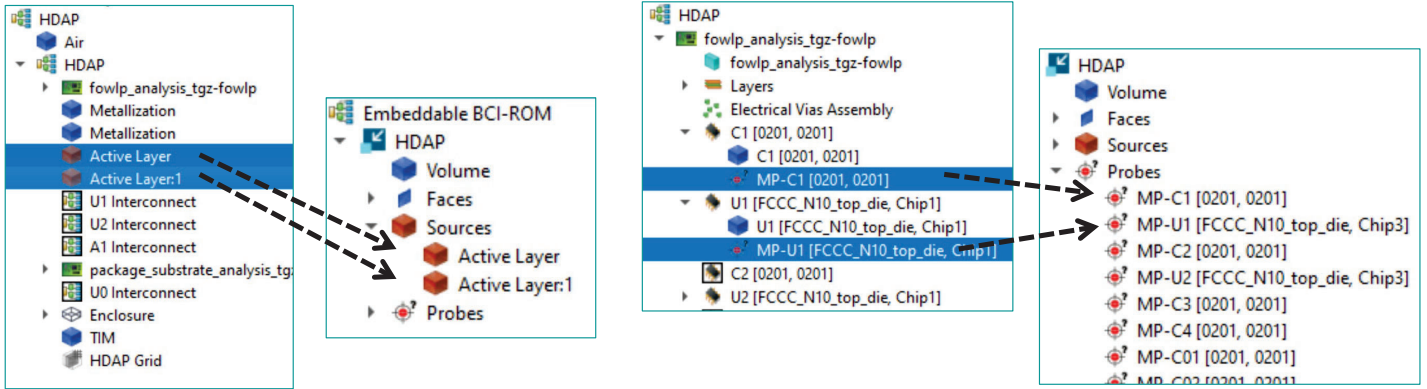 HDAP
Air
HDAP
fowlp_analysis_tgz-fowlp
Metallization
Metallization
Active Layer
Active Layer:1
U1 Interconnect
U2 Interconnect
A1 Interconnect
package_substrate_analysis_tg
U0 Interconnect
Enclosure
TIM
HDAP Grid
Embeddable BCI-ROM
HDAP
Volume
Faces
Sources
Active Layer
Active Layer:1
Probes
HDAP
fowlp_analysis_tgz-fowlp
fowlp_analysis_tgz-fowlp
Layers
Electrical Vias Assembly
C1 [0201, 0201]
C1 [0201, 0201]
MP-C1 [0201, 0201]
U1 [FCCC_N10_top_die, Chip1]
U1 [FCCC_N10_top_die, Chip1]
MP-U1 [FCCC_N10_top_die, Chip1]
C2 [0201, 0201]
U2 [FCCC_N10_top_die, Chip1]
HDAP
Volume
Faces
Sources
Probes
MP-C1 [0201, 0201]
MP-U1 [FCCC_N10_top_die, Chip3]
MP-C2 [0201, 0201]
MP-U2 [FCCC_N10_top_die, Chip3]
MP-C3 [0201, 0201]
MP-C4 [0201, 0201]
MP-C01 [0201, 0201]
MP-C02 [0201, 0201]